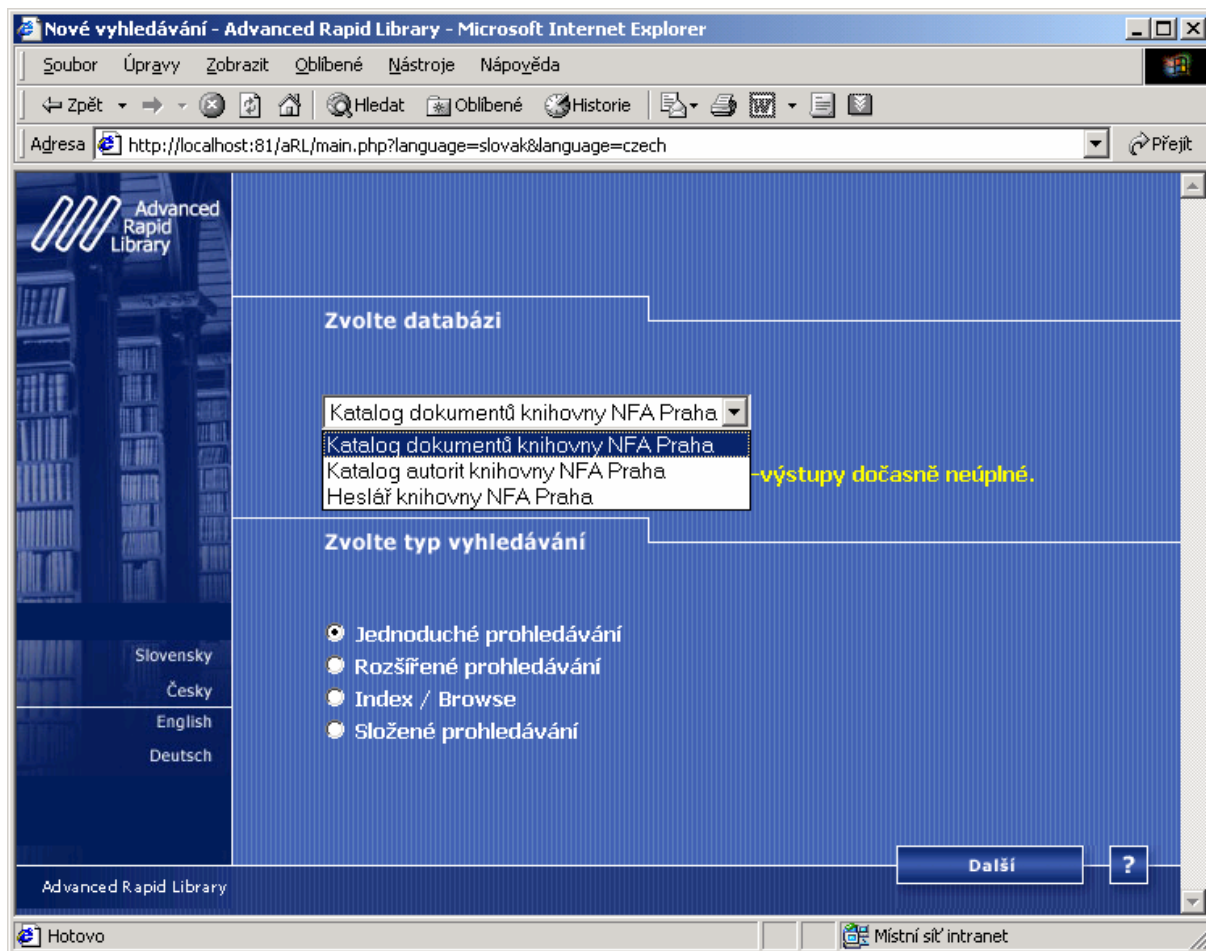 Nové vyhledávání - Advanced Rapid Library - Microsoft Internet Explorer
Soubor Úpravy Zobrazit Oblíbené Nástroje Nápověda
Zpět Hledat Oblíbené Historie
Adresa http://localhost:81/aRL/main.php?language=slovak&language=czech Přejít
Advanced
Rapid
Library
Zvolte databázi
Katalog dokumentů knihovny NFA Praha
Katalog dokumentů knihovny NFA Praha
Katalog autorit knihovny NFA Praha
-výstupy dočasně neúplné.
Heslář knihovny NFA Praha
Zvolte typ vyhledávání
Jednoduché prohledávání
Rozšířené prohledávání
Index / Browse
Složené prohledávání
Slovensky
Česky
English
Deutsch
Další ?
Advanced Rapid Library
Hotovo Místní síť intranet